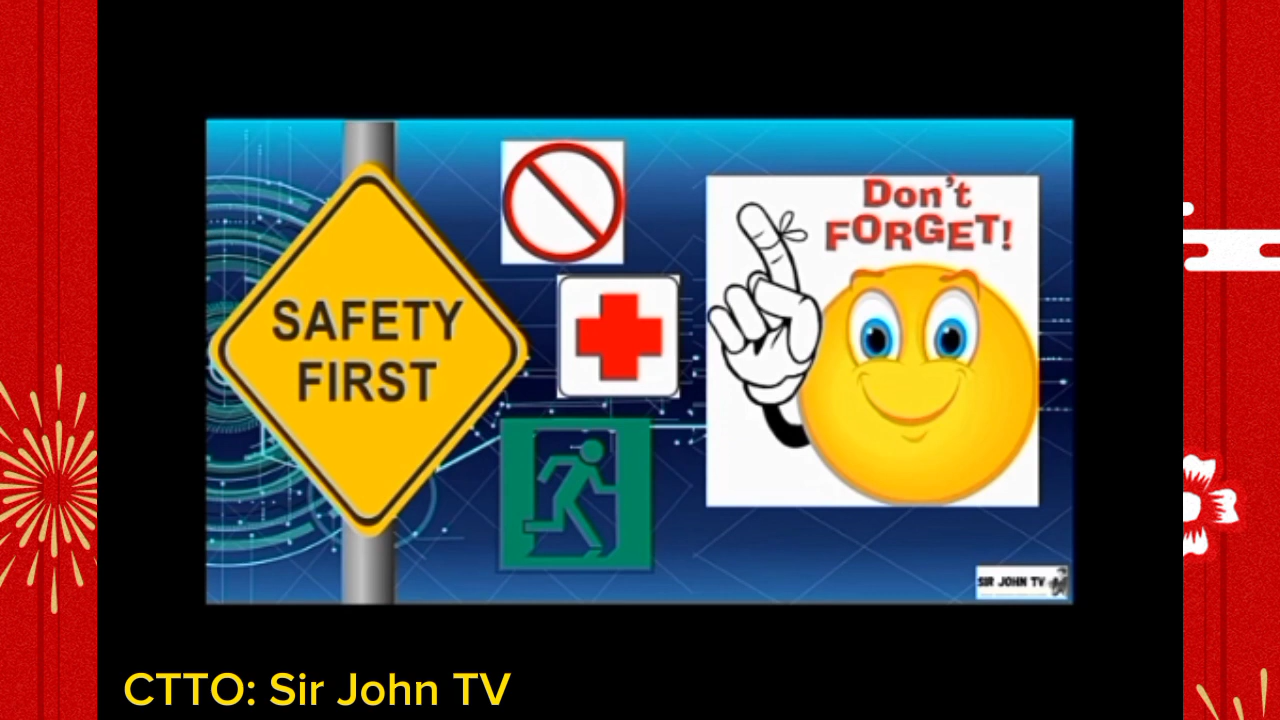 SAFETY
FIRST
Don't
FORGET!
SIR JOHN TV
CTTO: Sir John TV